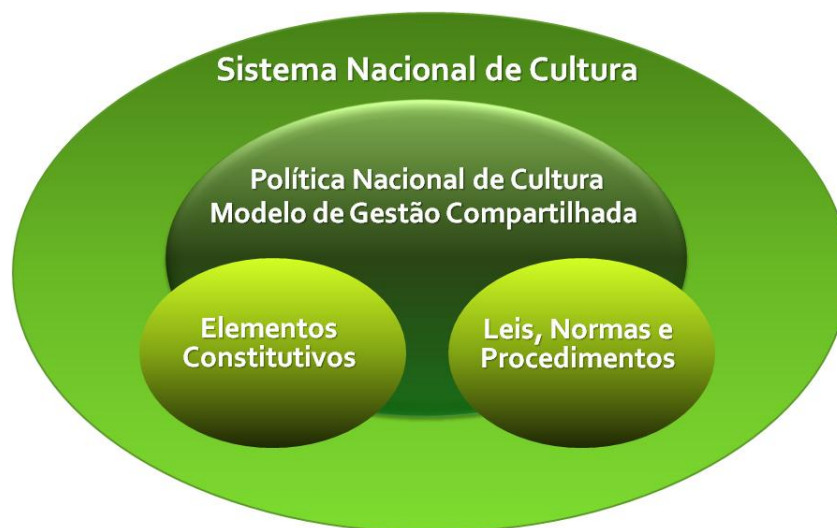 Sistema Nacional de Cultura
Política Nacional de Cultura
Modelo de Gestão Compartilhada
Elementos
Constitutivos
Leis, Normas e
Procedimentos